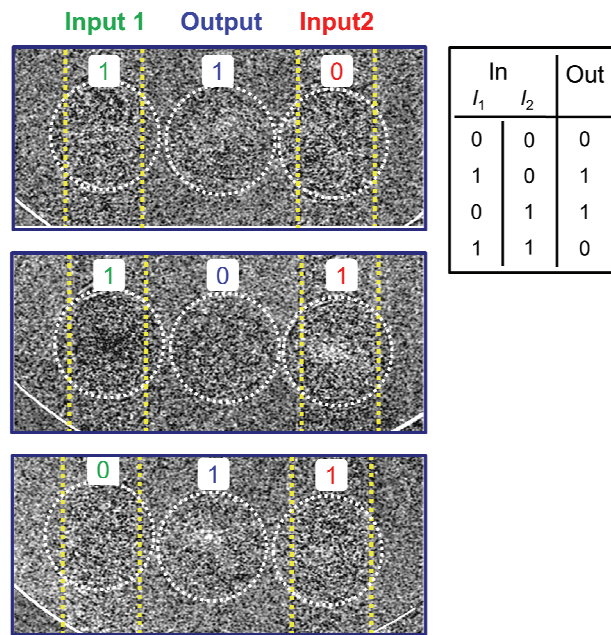 Input 1 Output Input2
1 1 0
1 0 1
0 1 1
In Out
I1 I2
0 0 0
1 0 1
0 1 1
1 1 0